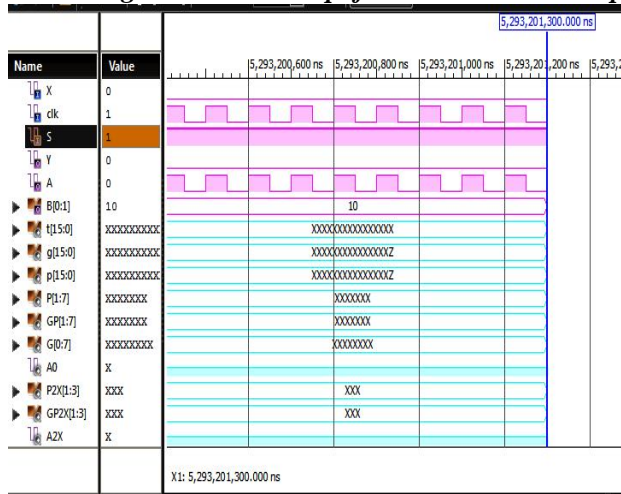 5,293,201,300.000 ns
Name Value 5,293,200,600 ns 5,293,200,800 ns 5,293,201,000 ns 5,293,201,200 ns 5,293,2
X 0
clk 1
S 1
Y 0
A 0
B[0:1] 10 10
t[15:0] XXXXXXXXX XXXXXXXXXXXXXXXX
g[15:0] XXXXXXXXX XXXXXXXXXXXXXXXZ
p[15:0] XXXXXXXXX XXXXXXXXXXXXXXXZ
P[1:7] XXXXXXX XXXXXXX
GP[1:7] XXXXXXX XXXXXXX
G[0:7] XXXXXXXX XXXXXXXX
A0 X
P2X[1:3] XXX XXX
GP2X[1:3] XXX XXX
A2X X
X1: 5,293,201,300.000 ns